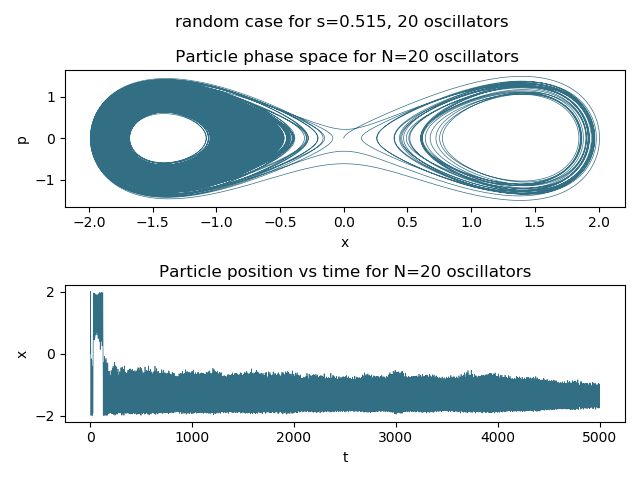 random case for s=0.515, 20 oscillators
Particle phase space for N=20 oscillators
1
0
−1
p
−2.0 −1.5 −1.0 −0.5 0.0 0.5 1.0 1.5 2.0
x
Particle position vs time for N=20 oscillators
2
0
−2
x
0 1000 2000 3000 4000 5000
t